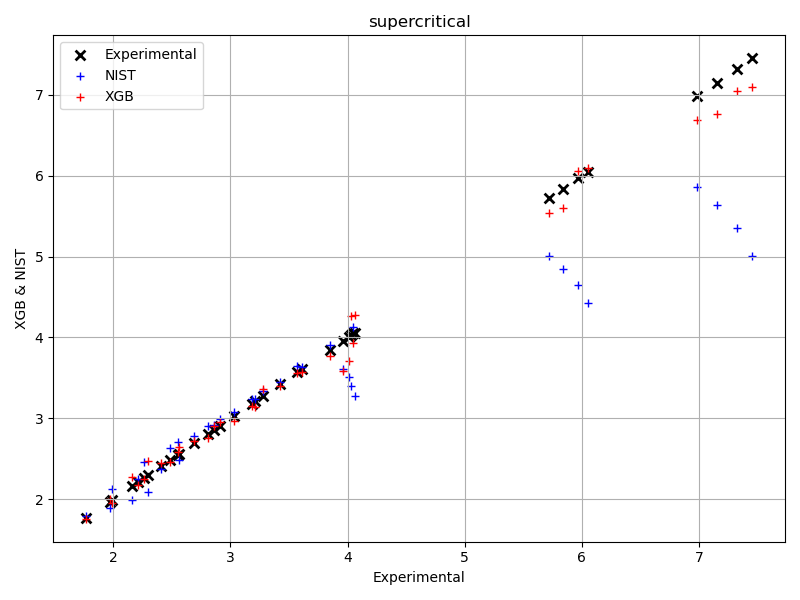 supercritical
Experimental
NIST
XGB
7
6
5
4
3
2
XGB & NIST
2 3 4 5 6 7
Experimental